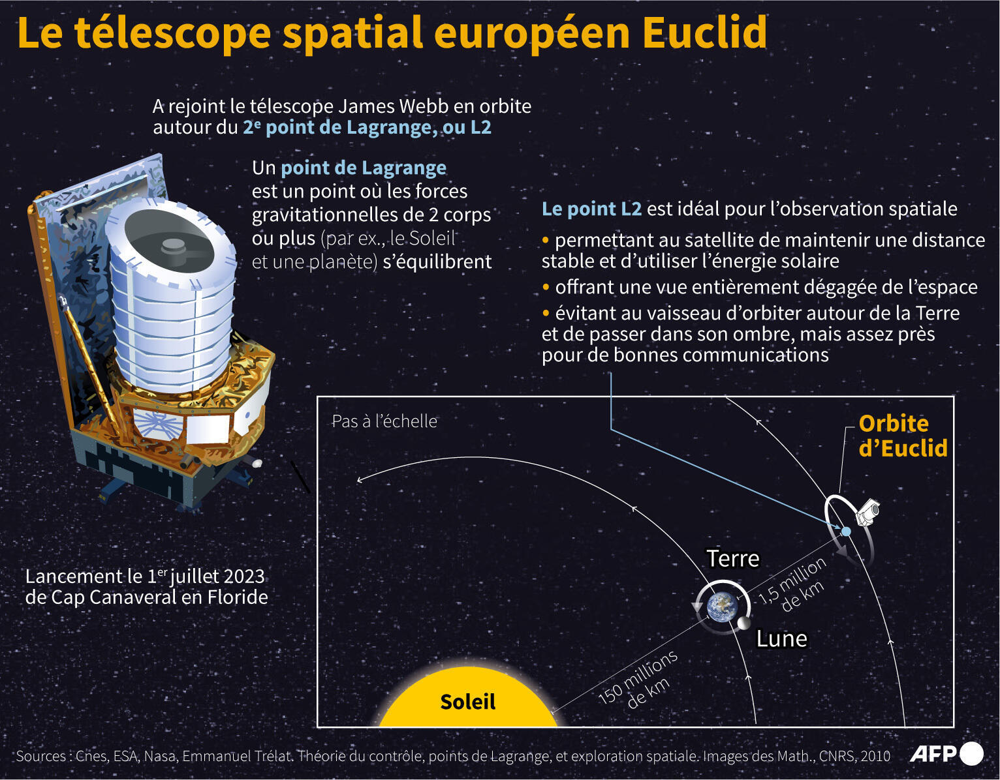 Le télescope spatial européen Euclid
A rejoint le télescope James Webb en orbite
autour du 2e point de Lagrange, ou L2
Un point de Lagrange
est un point où les forces
gravitationnelles de 2 corps
ou plus (par ex., le Soleil
et une planète) s'équilibrent
Le point L2 est idéal pour l'observation spatiale
• permettant au satellite de maintenir une distance
stable et d'utiliser l'énergie solaire
• offrant une vue entièrement dégagée de l'espace
• évitant au vaisseau d'orbiter autour de la Terre
et de passer dans son ombre, mais assez près
pour de bonnes communications
Pas à l'échelle
Orbite
d'Euclid
Terre
1,5 million
de km
Lune
150 millions
de km
Soleil
Lancement le 1er juillet 2023
de Cap Canaveral en Floride
Sources : Cnes, ESA, Nasa, Emmanuel Trélat. Théorie du contrôle, points de Lagrange, et exploration spatiale. Images des Math., CNRS, 2010
AFP